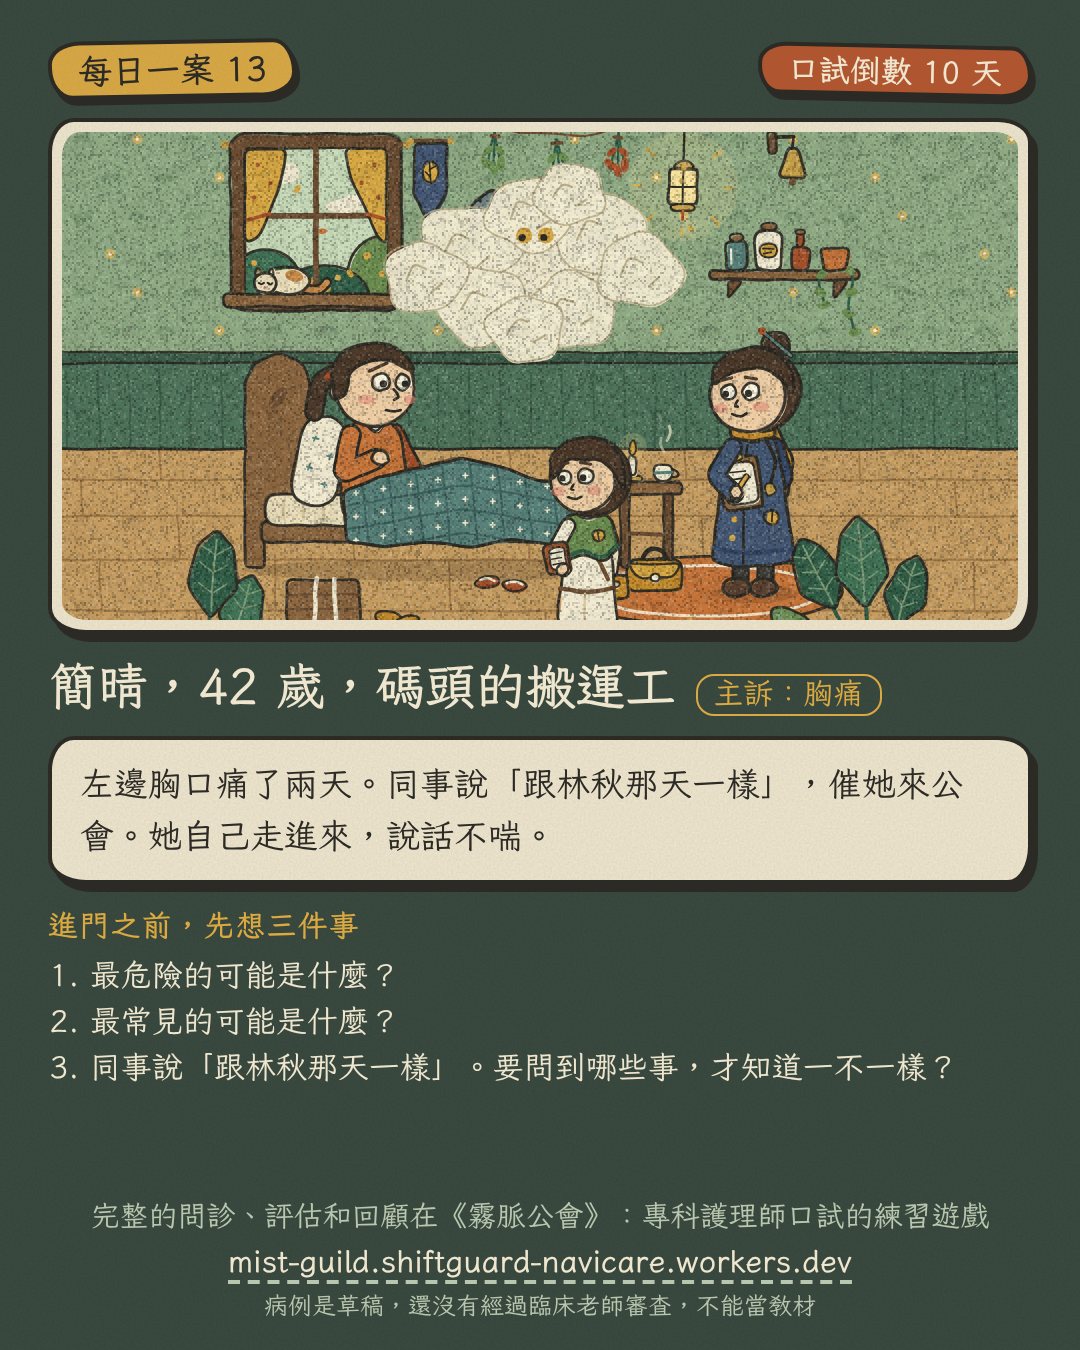 每日一案 13
口試倒數 10 天
簡晴，42 歲，碼頭的搬運工
主訴：胸痛
左邊胸口痛了兩天。同事說「跟林秋那天一樣」，催她來公
會。她自己走進來，說話不喘。
進門之前，先想三件事
1. 最危險的可能是什麼？
2. 最常見的可能是什麼？
3. 同事說「跟林秋那天一樣」。要問到哪些事，才知道一不一樣？
完整的問診、評估和回顧在《霧脈公會》：專科護理師口試的練習遊戲
mist-guild.shiftguard-navicare.workers.dev
病例是草稿，還沒有經過臨床老師審查，不能當教材